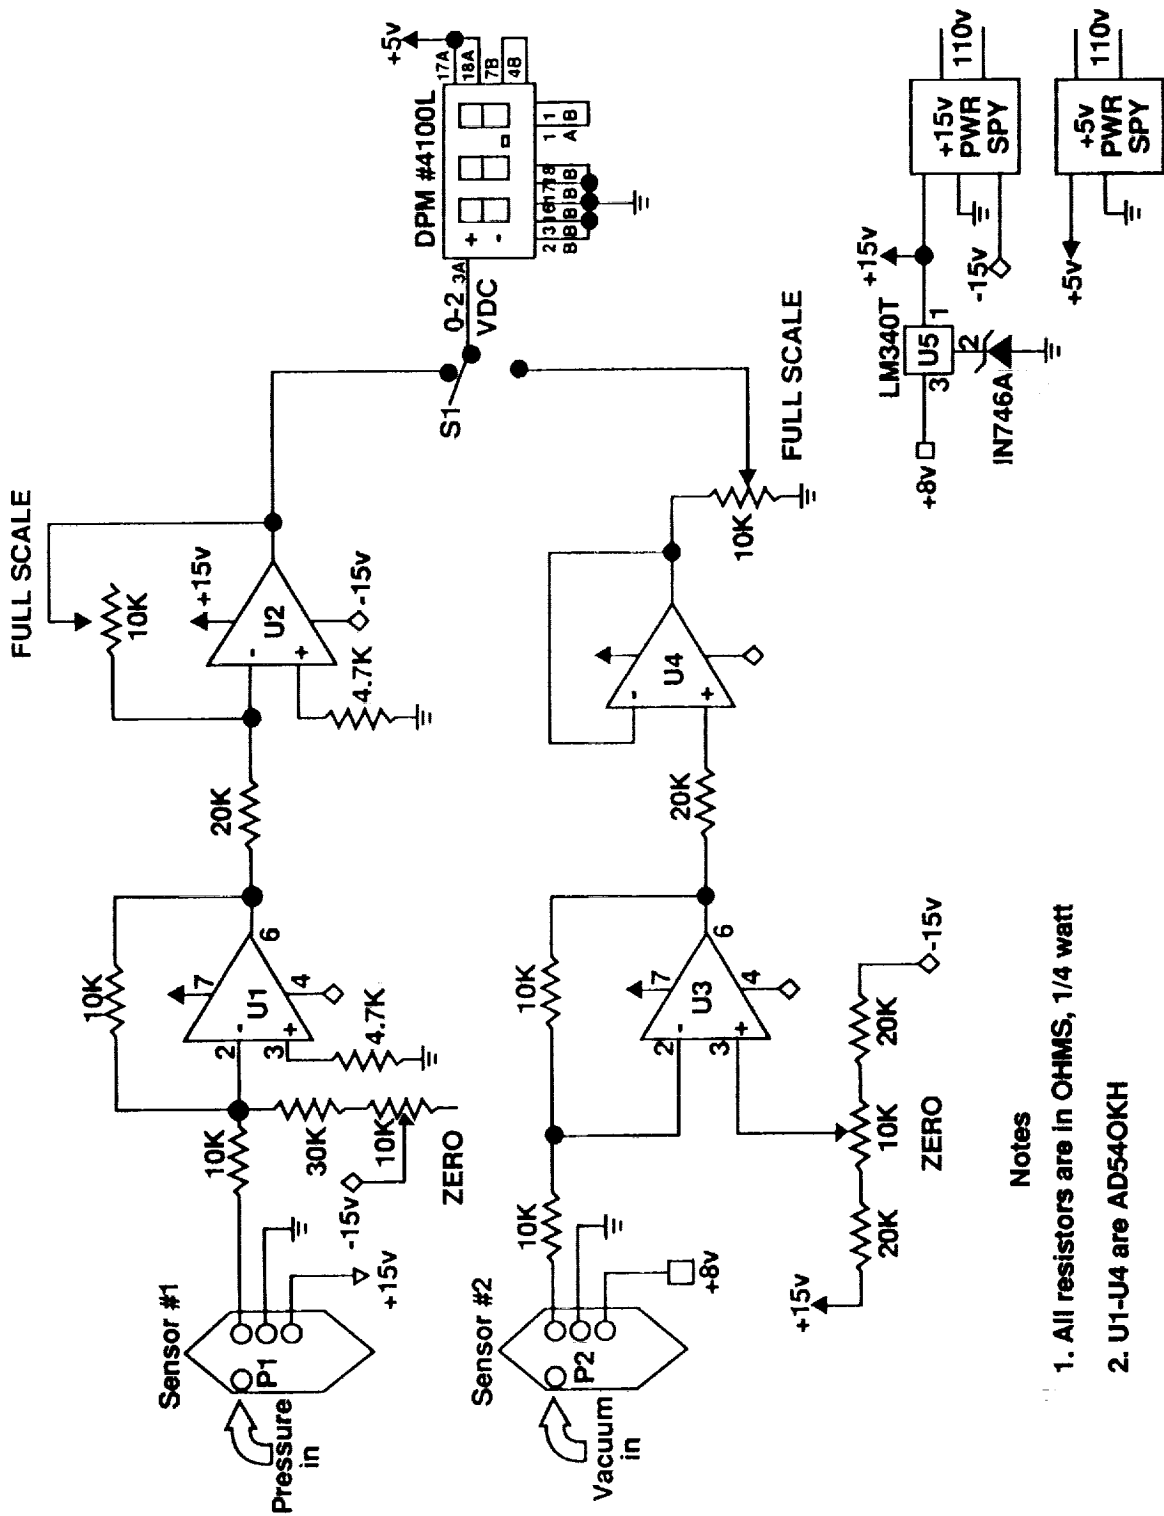 FULL SCALE
10K
+15v
U2
-15v
4.7K
20K
10K
7
U1
2
3
6
4
-
+
4.7K
10K
30K
10K
-15v
ZERO
Sensor #1
P1
+15v
Pressure
in
S1
0-2
VDC
3A
DPM #4100L
+
-
+5v
17A
18A
7B
4B
2 3 16 17 18
B B B B B
1 1
A B
FULL SCALE
10K
U4
-
+
20K
10K
7
U3
2
3
6
4
-
+
10K
Sensor #2
P2
+8v
Vacuum
in
+15v
20K
10K
ZERO
20K
-15v
LM340T
U5
3
1
2
+8v
IN746A
+15v
-15v
+15v
PWR
SPY
110v
+5v
+5v
PWR
SPY
110v
Notes
1. All resistors are in OHMS, 1/4 watt
2. U1-U4 are AD540KH